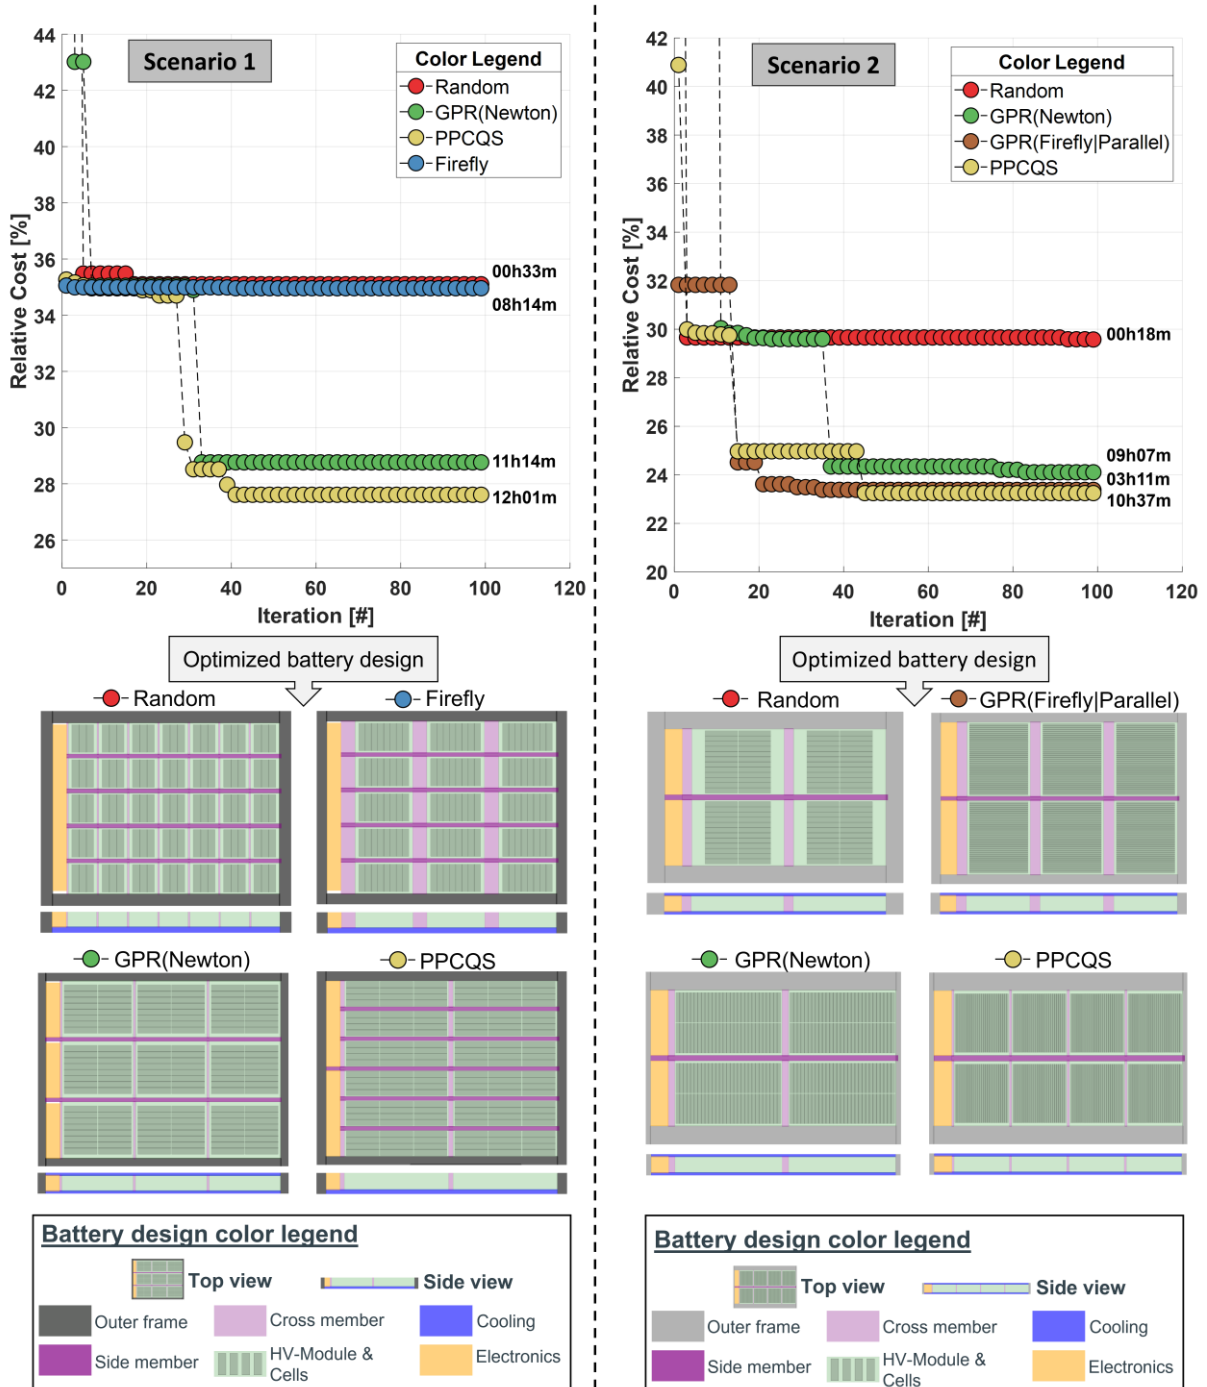 Scenario 1
Color Legend
Random
GPR(Newton)
PPCQS
Firefly
44
42
40
38
36
34
32
30
28
26
Relative Cost [%]
00h33m
08h14m
11h14m
12h01m
0 20 40 60 80 100 120
Iteration [#]
Optimized battery design
Random
Firefly
GPR(Newton)
PPCQS
Battery design color legend
Top view
Side view
Outer frame
Cross member
Cooling
Side member
HV-Module &
Cells
Electronics
Scenario 2
Color Legend
Random
GPR(Newton)
GPR(Firefly|Parallel)
PPCQS
42
40
38
36
34
32
30
28
26
24
22
20
Relative Cost [%]
00h18m
09h07m
03h11m
10h37m
0 20 40 60 80 100 120
Iteration [#]
Optimized battery design
Random
GPR(Firefly|Parallel)
GPR(Newton)
PPCQS
Battery design color legend
Top view
Side view
Outer frame
Cross member
Cooling
Side member
HV-Module &
Cells
Electronics